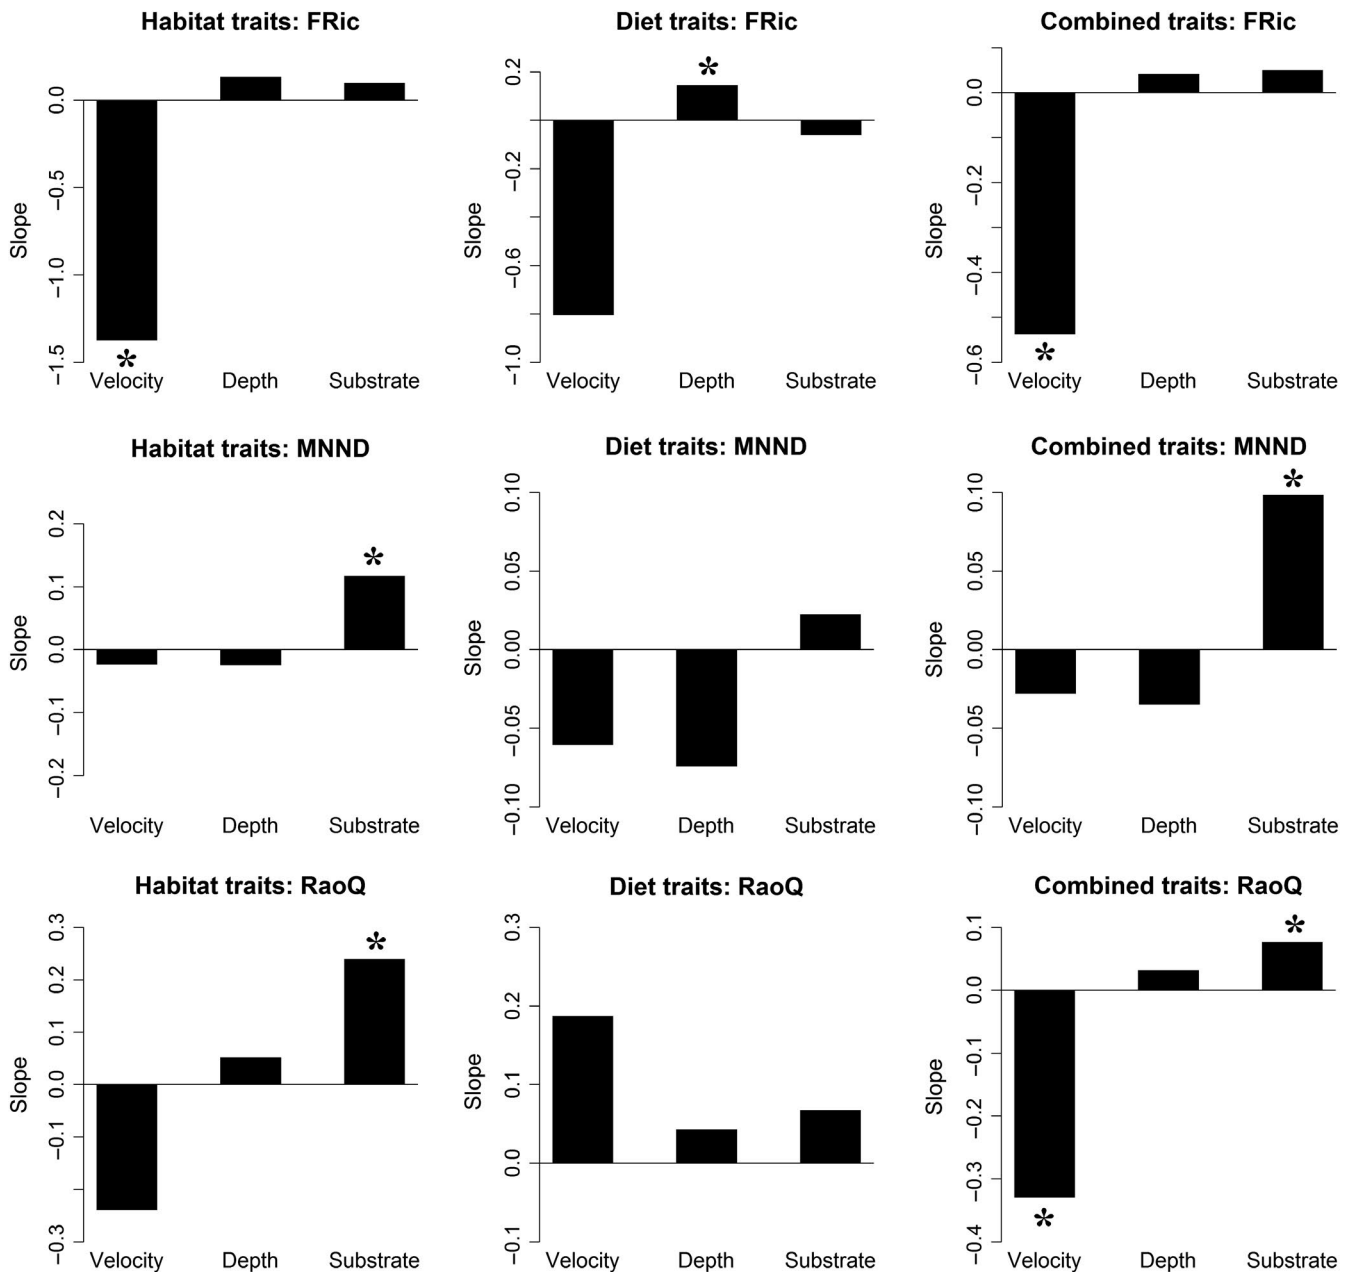 Habitat traits: FRic
Slope
0.0
−0.5
−1.0
−1.5
*
Velocity Depth Substrate
Diet traits: FRic
Slope
0.2
−0.2
−0.6
−1.0
*
Velocity Depth Substrate
Combined traits: FRic
Slope
0.0
−0.2
−0.4
−0.6
*
Velocity Depth Substrate
Habitat traits: MNND
Slope
0.2
0.1
0.0
−0.1
−0.2
*
Velocity Depth Substrate
Diet traits: MNND
Slope
0.10
0.05
0.00
−0.05
−0.10
Velocity Depth Substrate
Combined traits: MNND
Slope
0.10
0.05
0.00
−0.05
−0.10
*
Velocity Depth Substrate
Habitat traits: RaoQ
Slope
0.3
0.2
0.1
0.0
−0.1
−0.3
*
Velocity Depth Substrate
Diet traits: RaoQ
Slope
0.3
0.2
0.1
0.0
−0.1
Velocity Depth Substrate
Combined traits: RaoQ
Slope
0.1
0.0
−0.1
−0.2
−0.3
−0.4
*
*
Velocity Depth Substrate